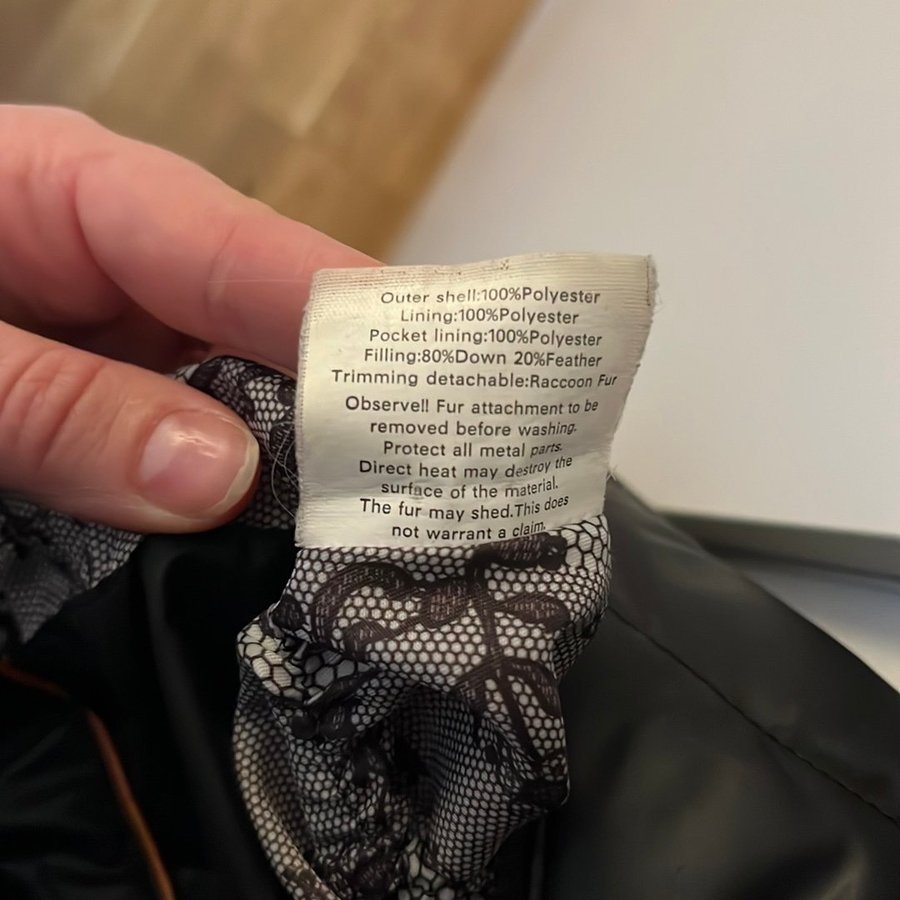 Outer shell:100%Polyester
Lining:100%Polyester
Pocket lining:100%Polyester
Filling:80%Down 20%Feather
Trimming detachable:Raccoon Fur
Observe!! Fur attachment to be
removed before washing.
Protect all metal parts.
Direct heat may destroy the
surface of the material.
The fur may shed.This does
not warrant a claim.